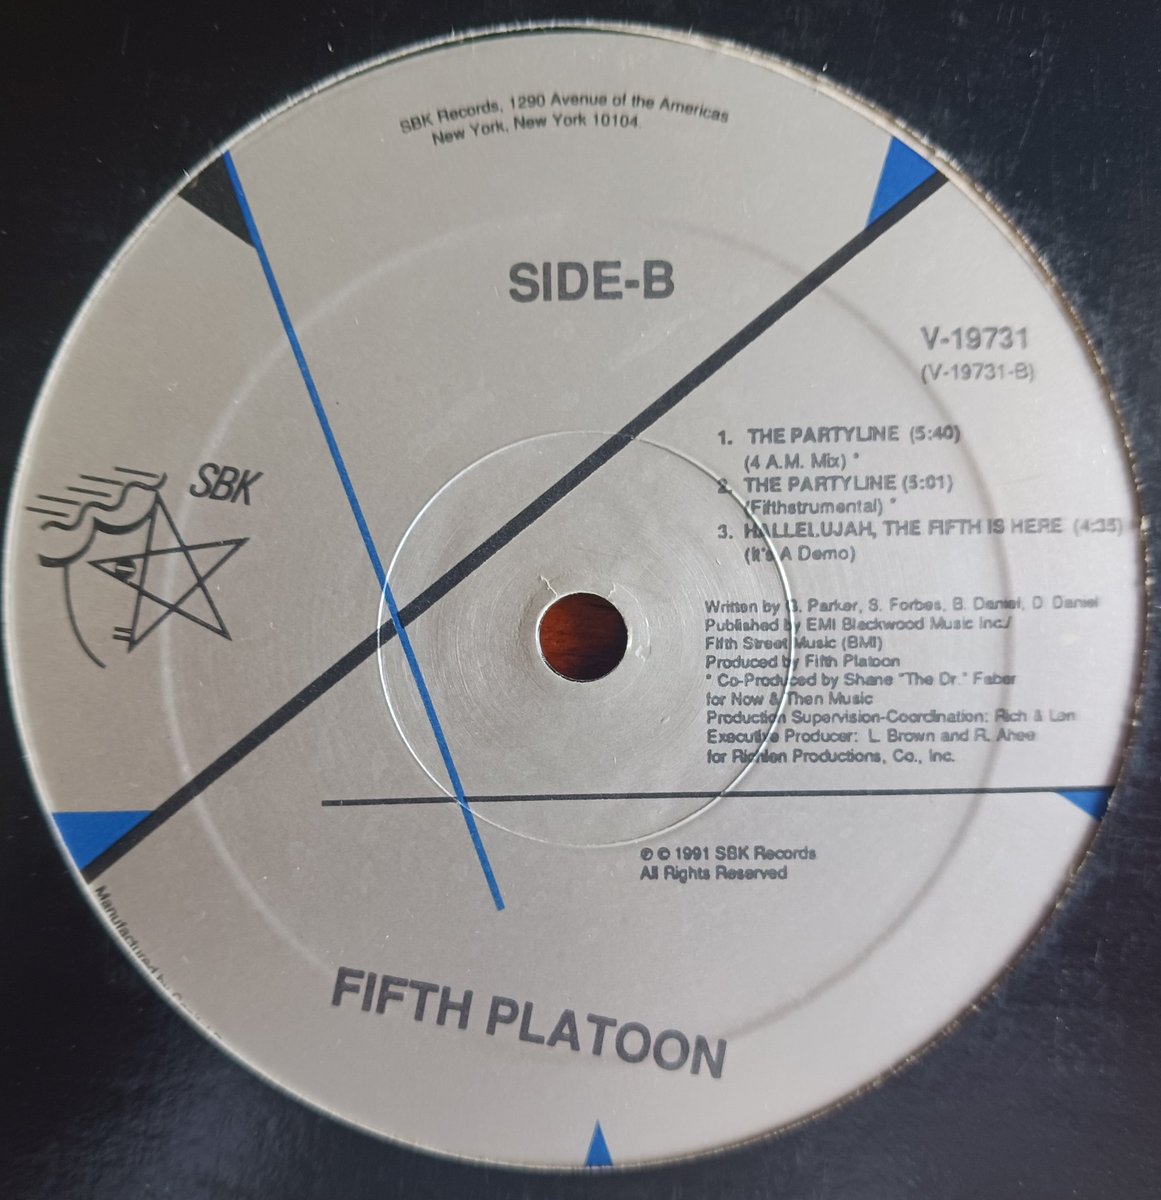 SBK Records, 1290 Avenue of the Americas
New York, New York 10104
SIDE-B
V-19731
(V-19731-B)
SBK
1. THE PARTYLINE (5:40)
(4 A.M. Mix) *
2. THE PARTYLINE (5:01)
(Fifthstrumental) *
3. HALLELUJAH, THE FIFTH IS HERE (4:35)
(It's A Demo)
Written by G. Parker, S. Forbes, B. Daniel, D. Daniel
Published by EMI Blackwood Music Inc./
Fifth Street Music (BMI)
Produced by Fifth Platoon
* Co-Produced by Shane "The Dr." Faber
for Now & Then Music
Production Supervision-Coordination: Rich & Len
Executive Producer: L. Brown and R. Ahee
for Richlen Productions, Co., Inc.
℗ © 1991 SBK Records
All Rights Reserved
FIFTH PLATOON
Manufactured by